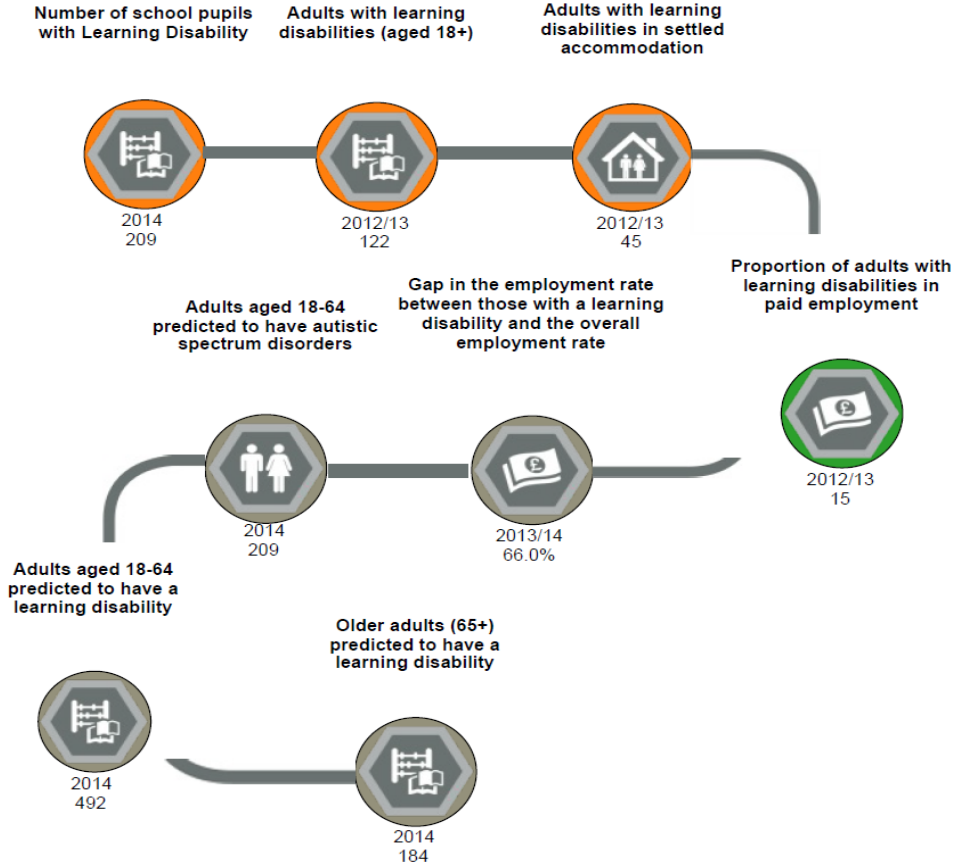 Number of school pupils
with Learning Disability
2014
209
Adults with learning
disabilities (aged 18+)
2012/13
122
Adults with learning
disabilities in settled
accommodation
2012/13
45
Proportion of adults with
learning disabilities in
paid employment
£
2012/13
15
Gap in the employment rate
between those with a learning
disability and the overall
employment rate
£
2013/14
66.0%
Adults aged 18-64
predicted to have autistic
spectrum disorders
2014
209
Adults aged 18-64
predicted to have a
learning disability
2014
492
Older adults (65+)
predicted to have a
learning disability
2014
184